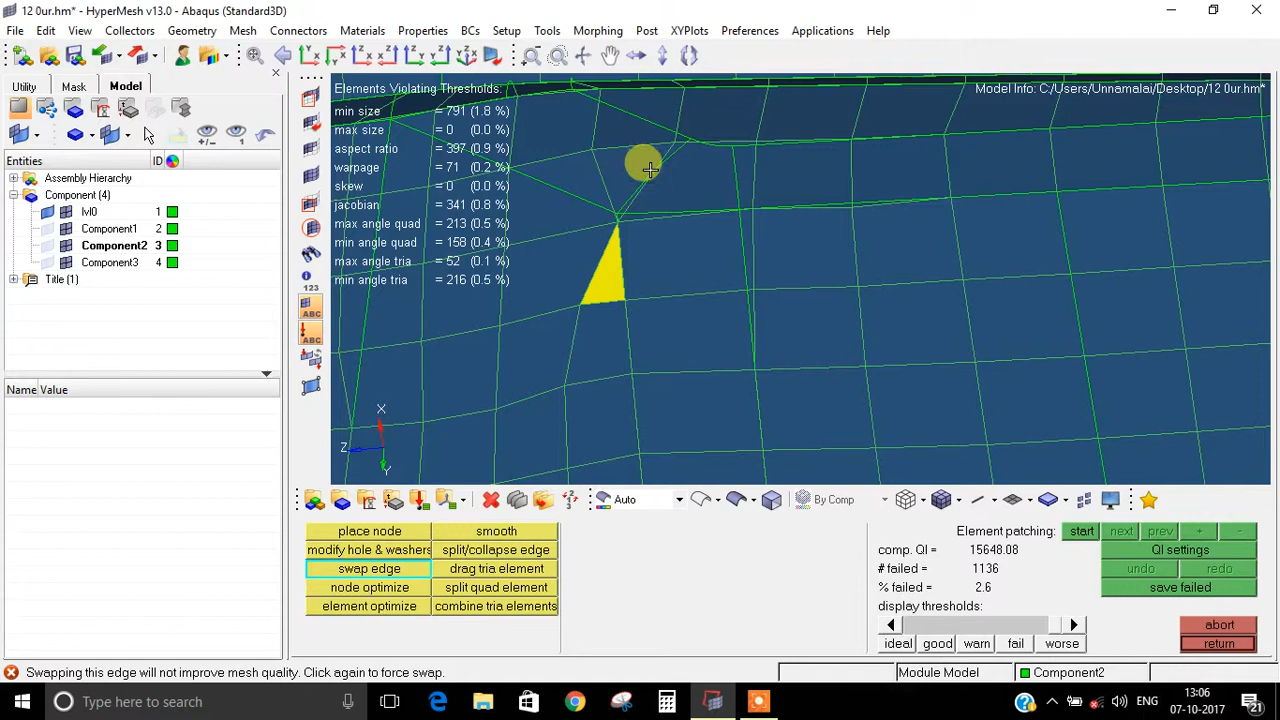 12 0ur.hm* - HyperMesh v13.0 - Abaqus (Standard3D)
File Edit View Collectors Geometry Mesh Connectors Materials Properties BCs Setup Tools Morphing Post XYPlots Preferences Applications Help
Utility Mask Model
Entities ID
Assembly Hierarchy
Component (4)
lvl0 1
Component1 2
Component2 3
Component3 4
Title (1)
Name Value
Elements Violating Thresholds:
min size = 791 (1.8 %)
max size = 0 (0.0 %)
aspect ratio = 397 (0.9 %)
warpage = 71 (0.2 %)
skew = 0 (0.0 %)
jacobian = 341 (0.8 %)
max angle quad = 213 (0.5 %)
min angle quad = 158 (0.4 %)
max angle tria = 52 (0.1 %)
min angle tria = 216 (0.5 %)
Model Info: C:/Users/Unnamalai/Desktop/12 0ur.hm*
123
ABC
ABC
X
Z
Y
Auto
By Comp
place node smooth
modify hole & washers split/collapse edge
swap edge drag tria element
node optimize split quad element
element optimize combine tria elements
Element patching: start next prev + -
comp. QI = 15648.08 QI settings
# failed = 1136 undo redo
% failed = 2.6 save failed
display thresholds:
abort
ideal good warn fail worse return
Swapping this edge will not improve mesh quality. Click again to force swap.
Module Model Component2
Type here to search
ENG
13:06
07-10-2017
21